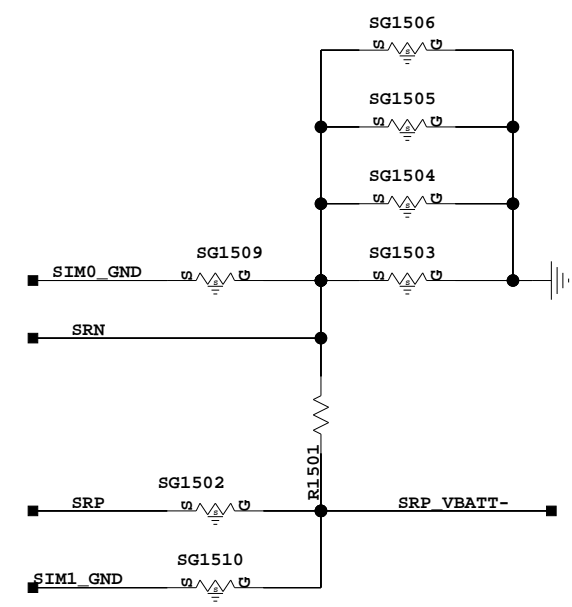 SG1506
S G
SG1505
S G
SG1504
S G
SG1509 SG1503
SIM0_GND S G S G
SRN
R1501
SG1502
SRP S G SRP_VBATT-
SG1510
SIM1_GND S G